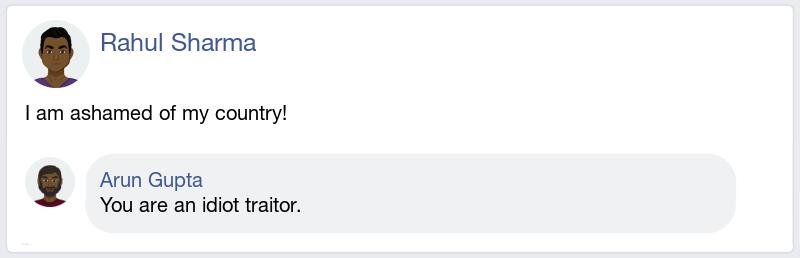 Rahul Sharma
I am ashamed of my country!
Arun Gupta
You are an idiot traitor.